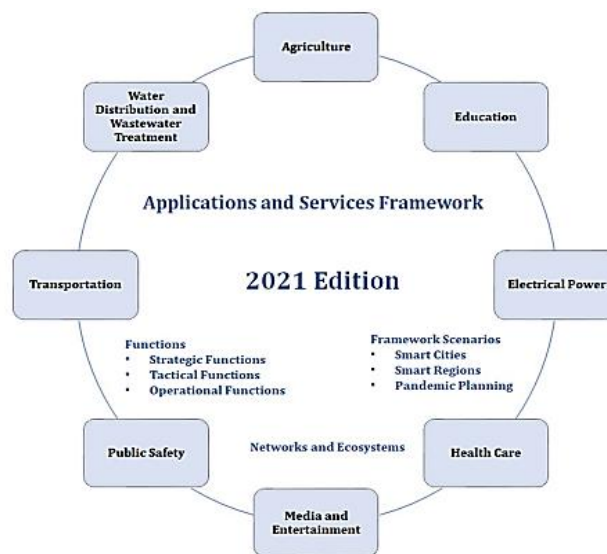 Agriculture
Water
Distribution and
Wastewater
Treatment
Education
Applications and Services Framework
Transportation
2021 Edition
Electrical Power
Functions
• Strategic Functions
• Tactical Functions
• Operational Functions
Framework Scenarios
• Smart Cities
• Smart Regions
• Pandemic Planning
Public Safety
Networks and Ecosystems
Health Care
Media and
Entertainment